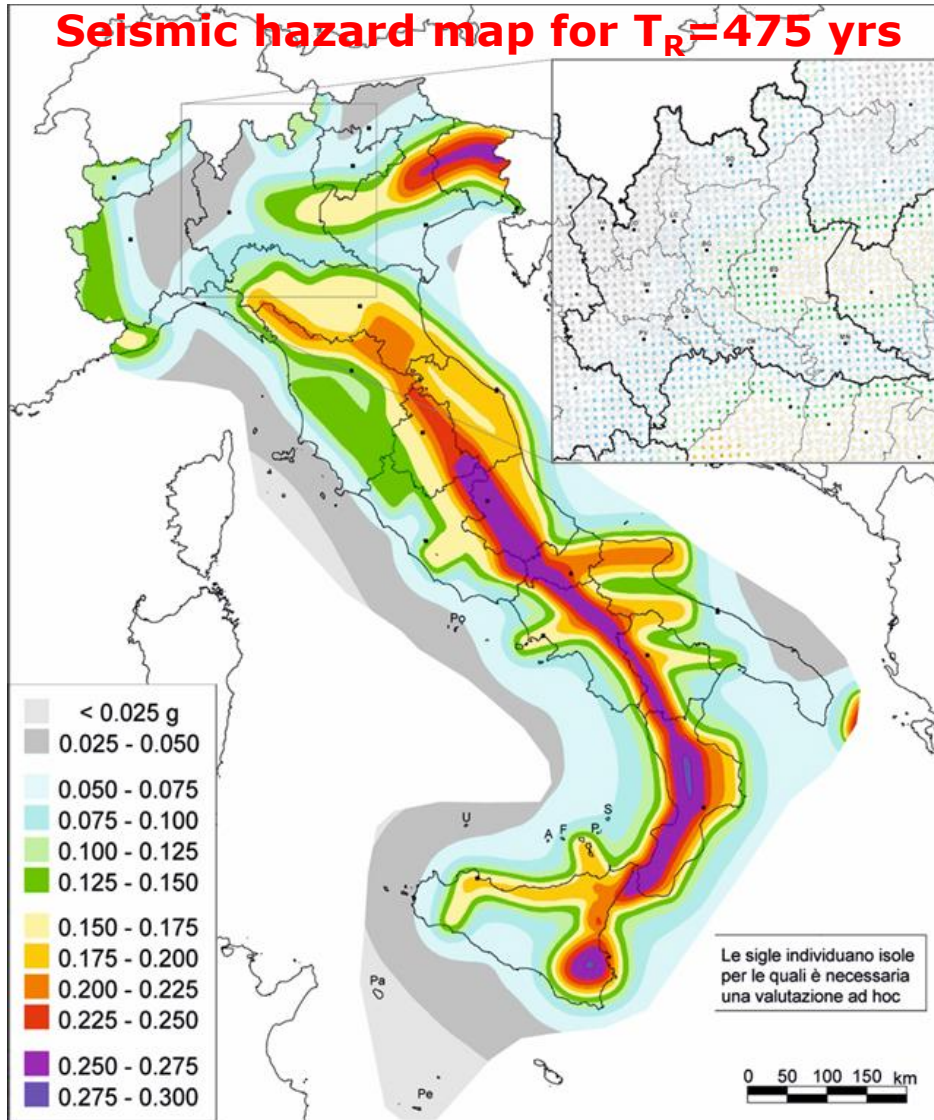 Seismic hazard map for TR=475 yrs
Po
U
A
F
P
S
Pa
Pe
< 0.025 g
0.025 - 0.050
0.050 - 0.075
0.075 - 0.100
0.100 - 0.125
0.125 - 0.150
0.150 - 0.175
0.175 - 0.200
0.200 - 0.225
0.225 - 0.250
0.250 - 0.275
0.275 - 0.300
Le sigle individuano isole
per le quali è necessaria
una valutazione ad hoc
0 50 100 150 km